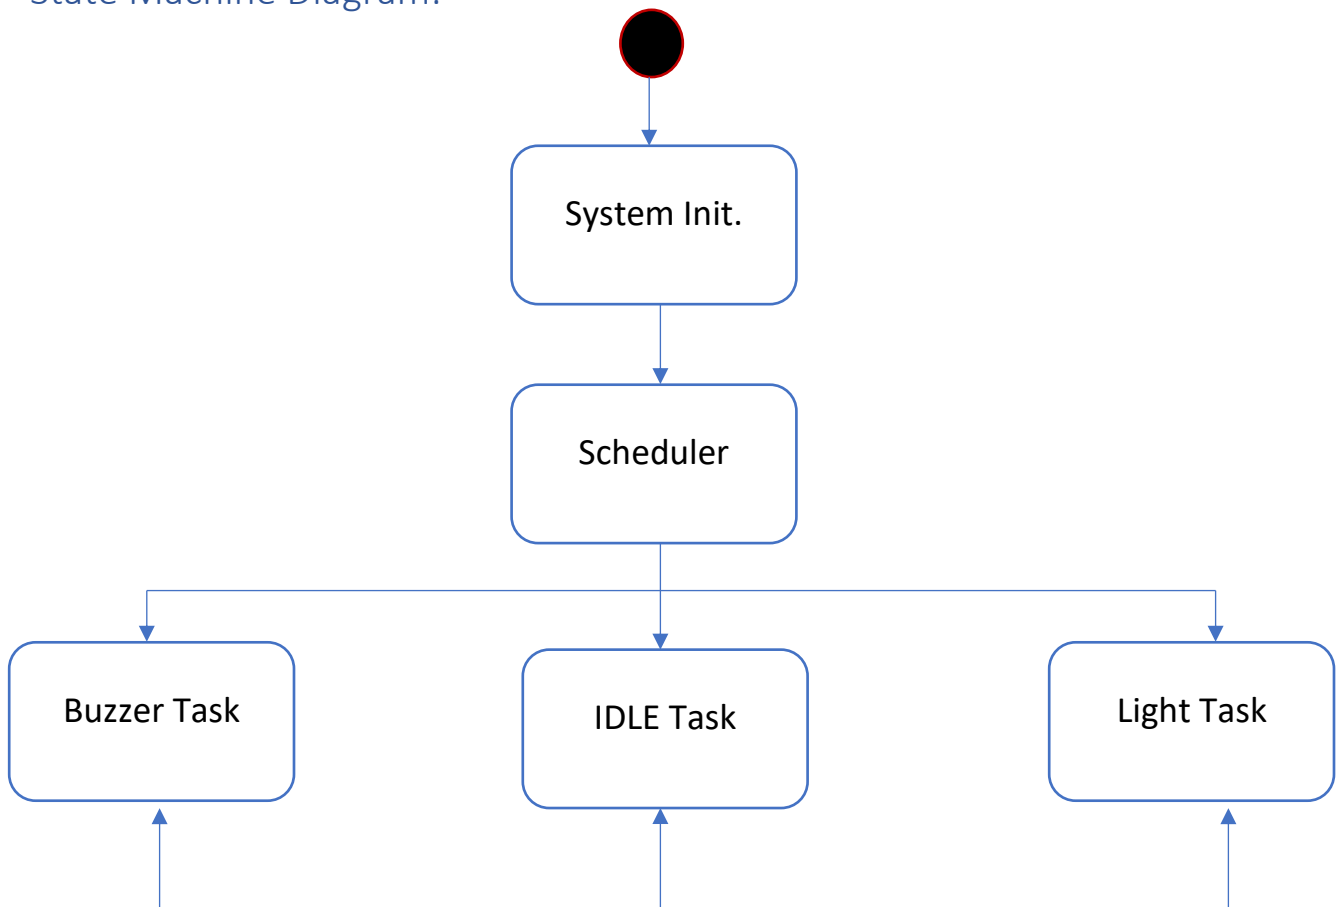 State Machine Diagram:
System Init.
Scheduler
Buzzer Task
IDLE Task
Light Task